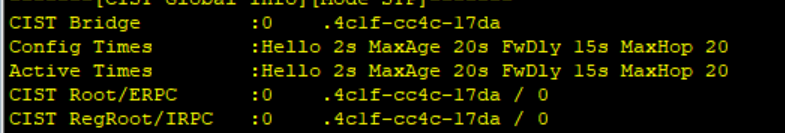 -------[CIST Global Info][Mode STP]-------
CIST Bridge         :0    .4c1f-cc4c-17da
Config Times        :Hello 2s MaxAge 20s FwDly 15s MaxHop 20
Active Times        :Hello 2s MaxAge 20s FwDly 15s MaxHop 20
CIST Root/ERPC      :0    .4c1f-cc4c-17da / 0
CIST RegRoot/IRPC   :0    .4c1f-cc4c-17da / 0